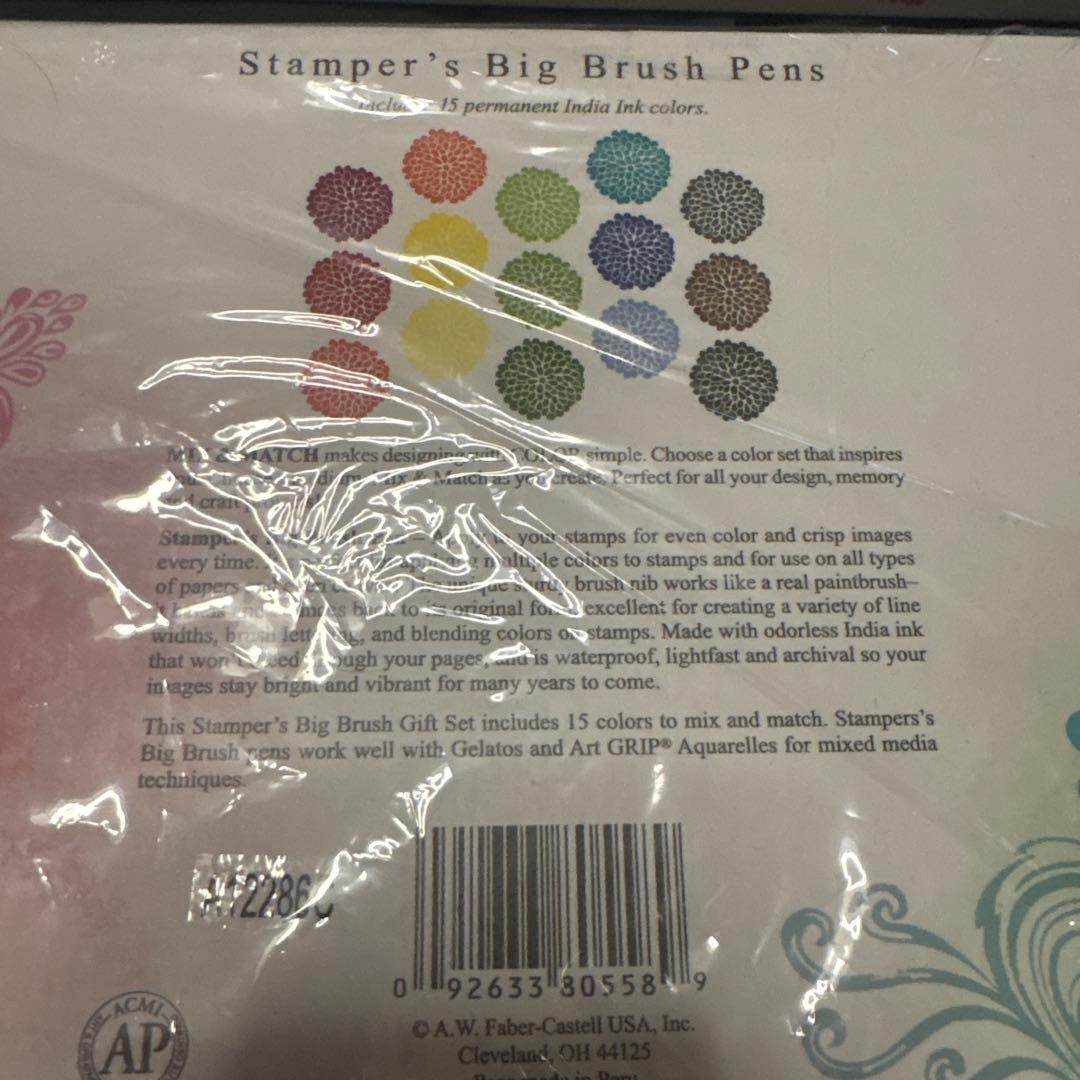 Stamper's Big Brush Pens
15 permanent India Ink colors.
MATCH makes designing COLOR simple. Choose a color set that inspires
& Match as you create. Perfect for all your design, memory
and craft
your stamps for even color and crisp images
every time. multiple colors to stamps and for use on all types
of papers brush nib works like a real paintbrush–
back to its original excellent for creating a variety of line
widths, brush and blending colors on stamps. Made with odorless India ink
that won your pages, and is waterproof, lightfast and archival so your
images stay bright and vibrant for many years to come.
This Stamper's Big Brush Gift Set includes 15 colors to mix and match. Stampers's
Big Brush pens work well with Gelatos and Art GRIP® Aquarelles for mixed media
techniques.
0 92633 80558 9
© A.W. Faber-Castell USA, Inc.
Cleveland, OH 44125
ACMI
AP